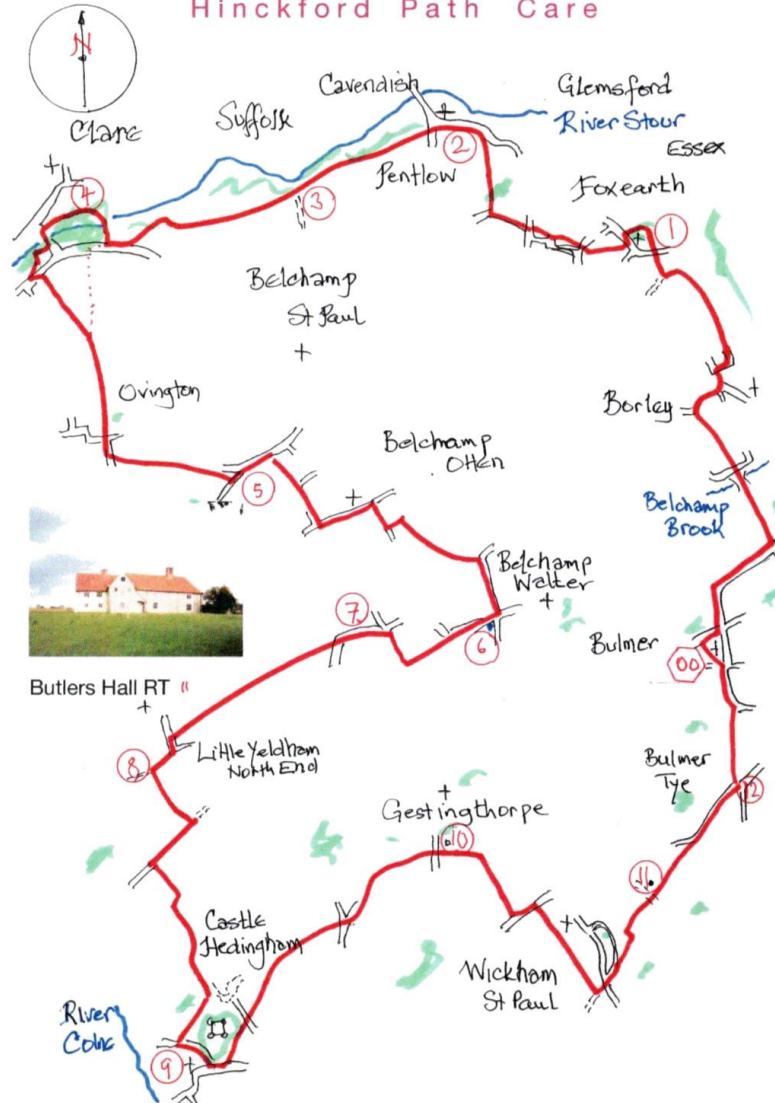 Hinckford Path Care
N
Clare
Suffolk
Cavendish
Glemsford
River Stour
Essex
Pentlow
Foxearth
1
2
3
4
Belchamp
St Paul
Ovington
Borley
Belchamp
Otten
5
Belchamp
Brook
Belchamp
Walter
6
7
Bulmer
00
Butlers Hall RT "
8
Little Yeldham
North End
Bulmer
Tye
12
Gestingthorpe
10
11
Castle
Hedingham
Wickham
St Paul
River
Colne
9